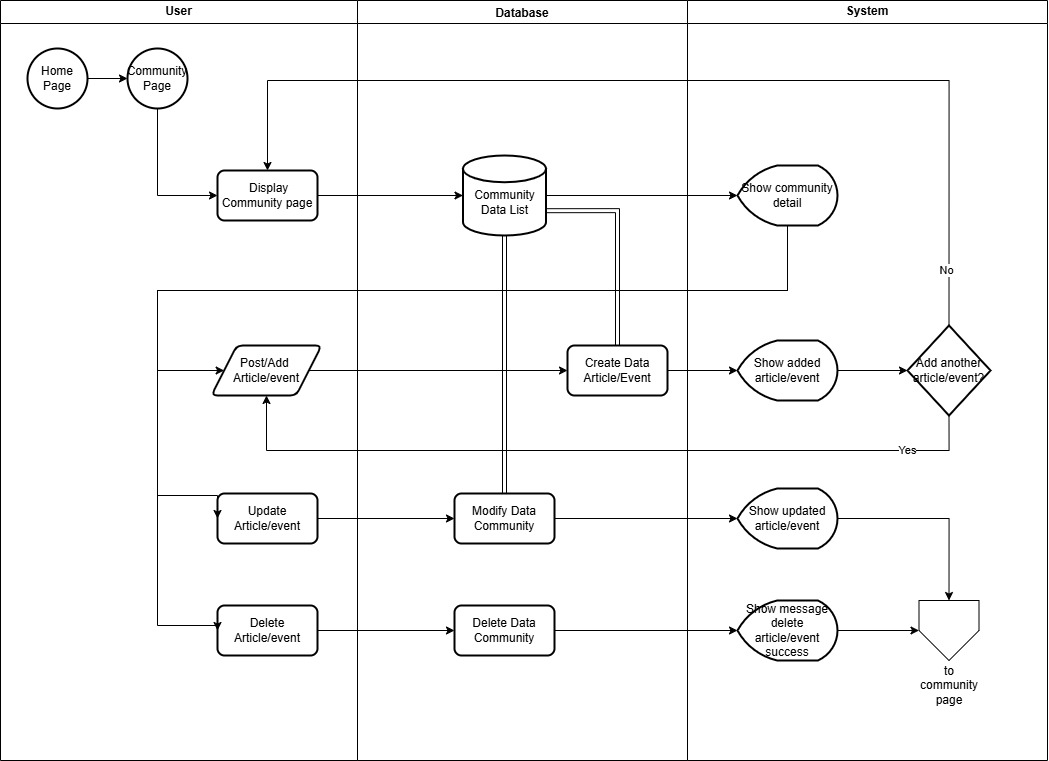 User
Database
System
Home
Page
Community
Page
Display
Community page
Community
Data List
Show community
detail
No
Post/Add
Article/event
Create Data
Article/Event
Show added
article/event
Add another
article/event?
Yes
Update
Article/event
Modify Data
Community
Show updated
article/event
Delete
Article/event
Delete Data
Community
Show message
delete
article/event
success
to
community
page